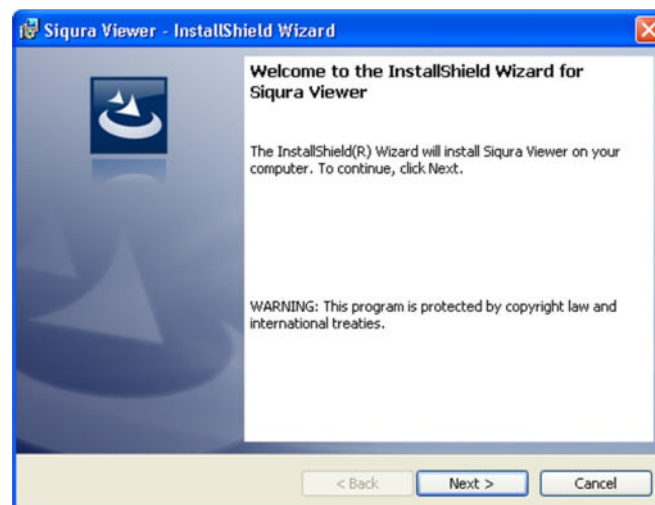 Siqura Viewer - InstallShield Wizard
Welcome to the InstallShield Wizard for
Siqura Viewer
The InstallShield(R) Wizard will install Siqura Viewer on your
computer. To continue, click Next.
WARNING: This program is protected by copyright law and
international treaties.
< Back
Next >
Cancel